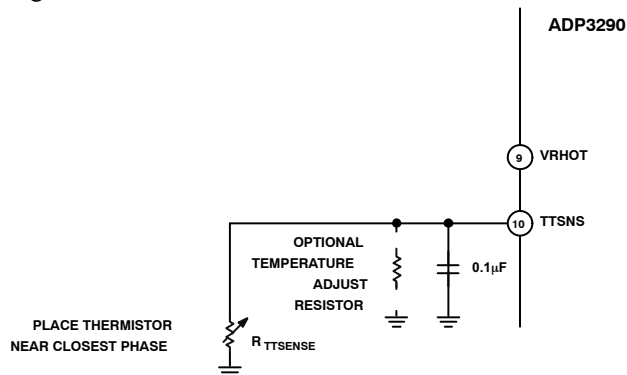 ADP3290
9 VRHOT
10 TTSNS
OPTIONAL
TEMPERATURE
ADJUST
RESISTOR
0.1μF
PLACE THERMISTOR
NEAR CLOSEST PHASE
R TTSENSE